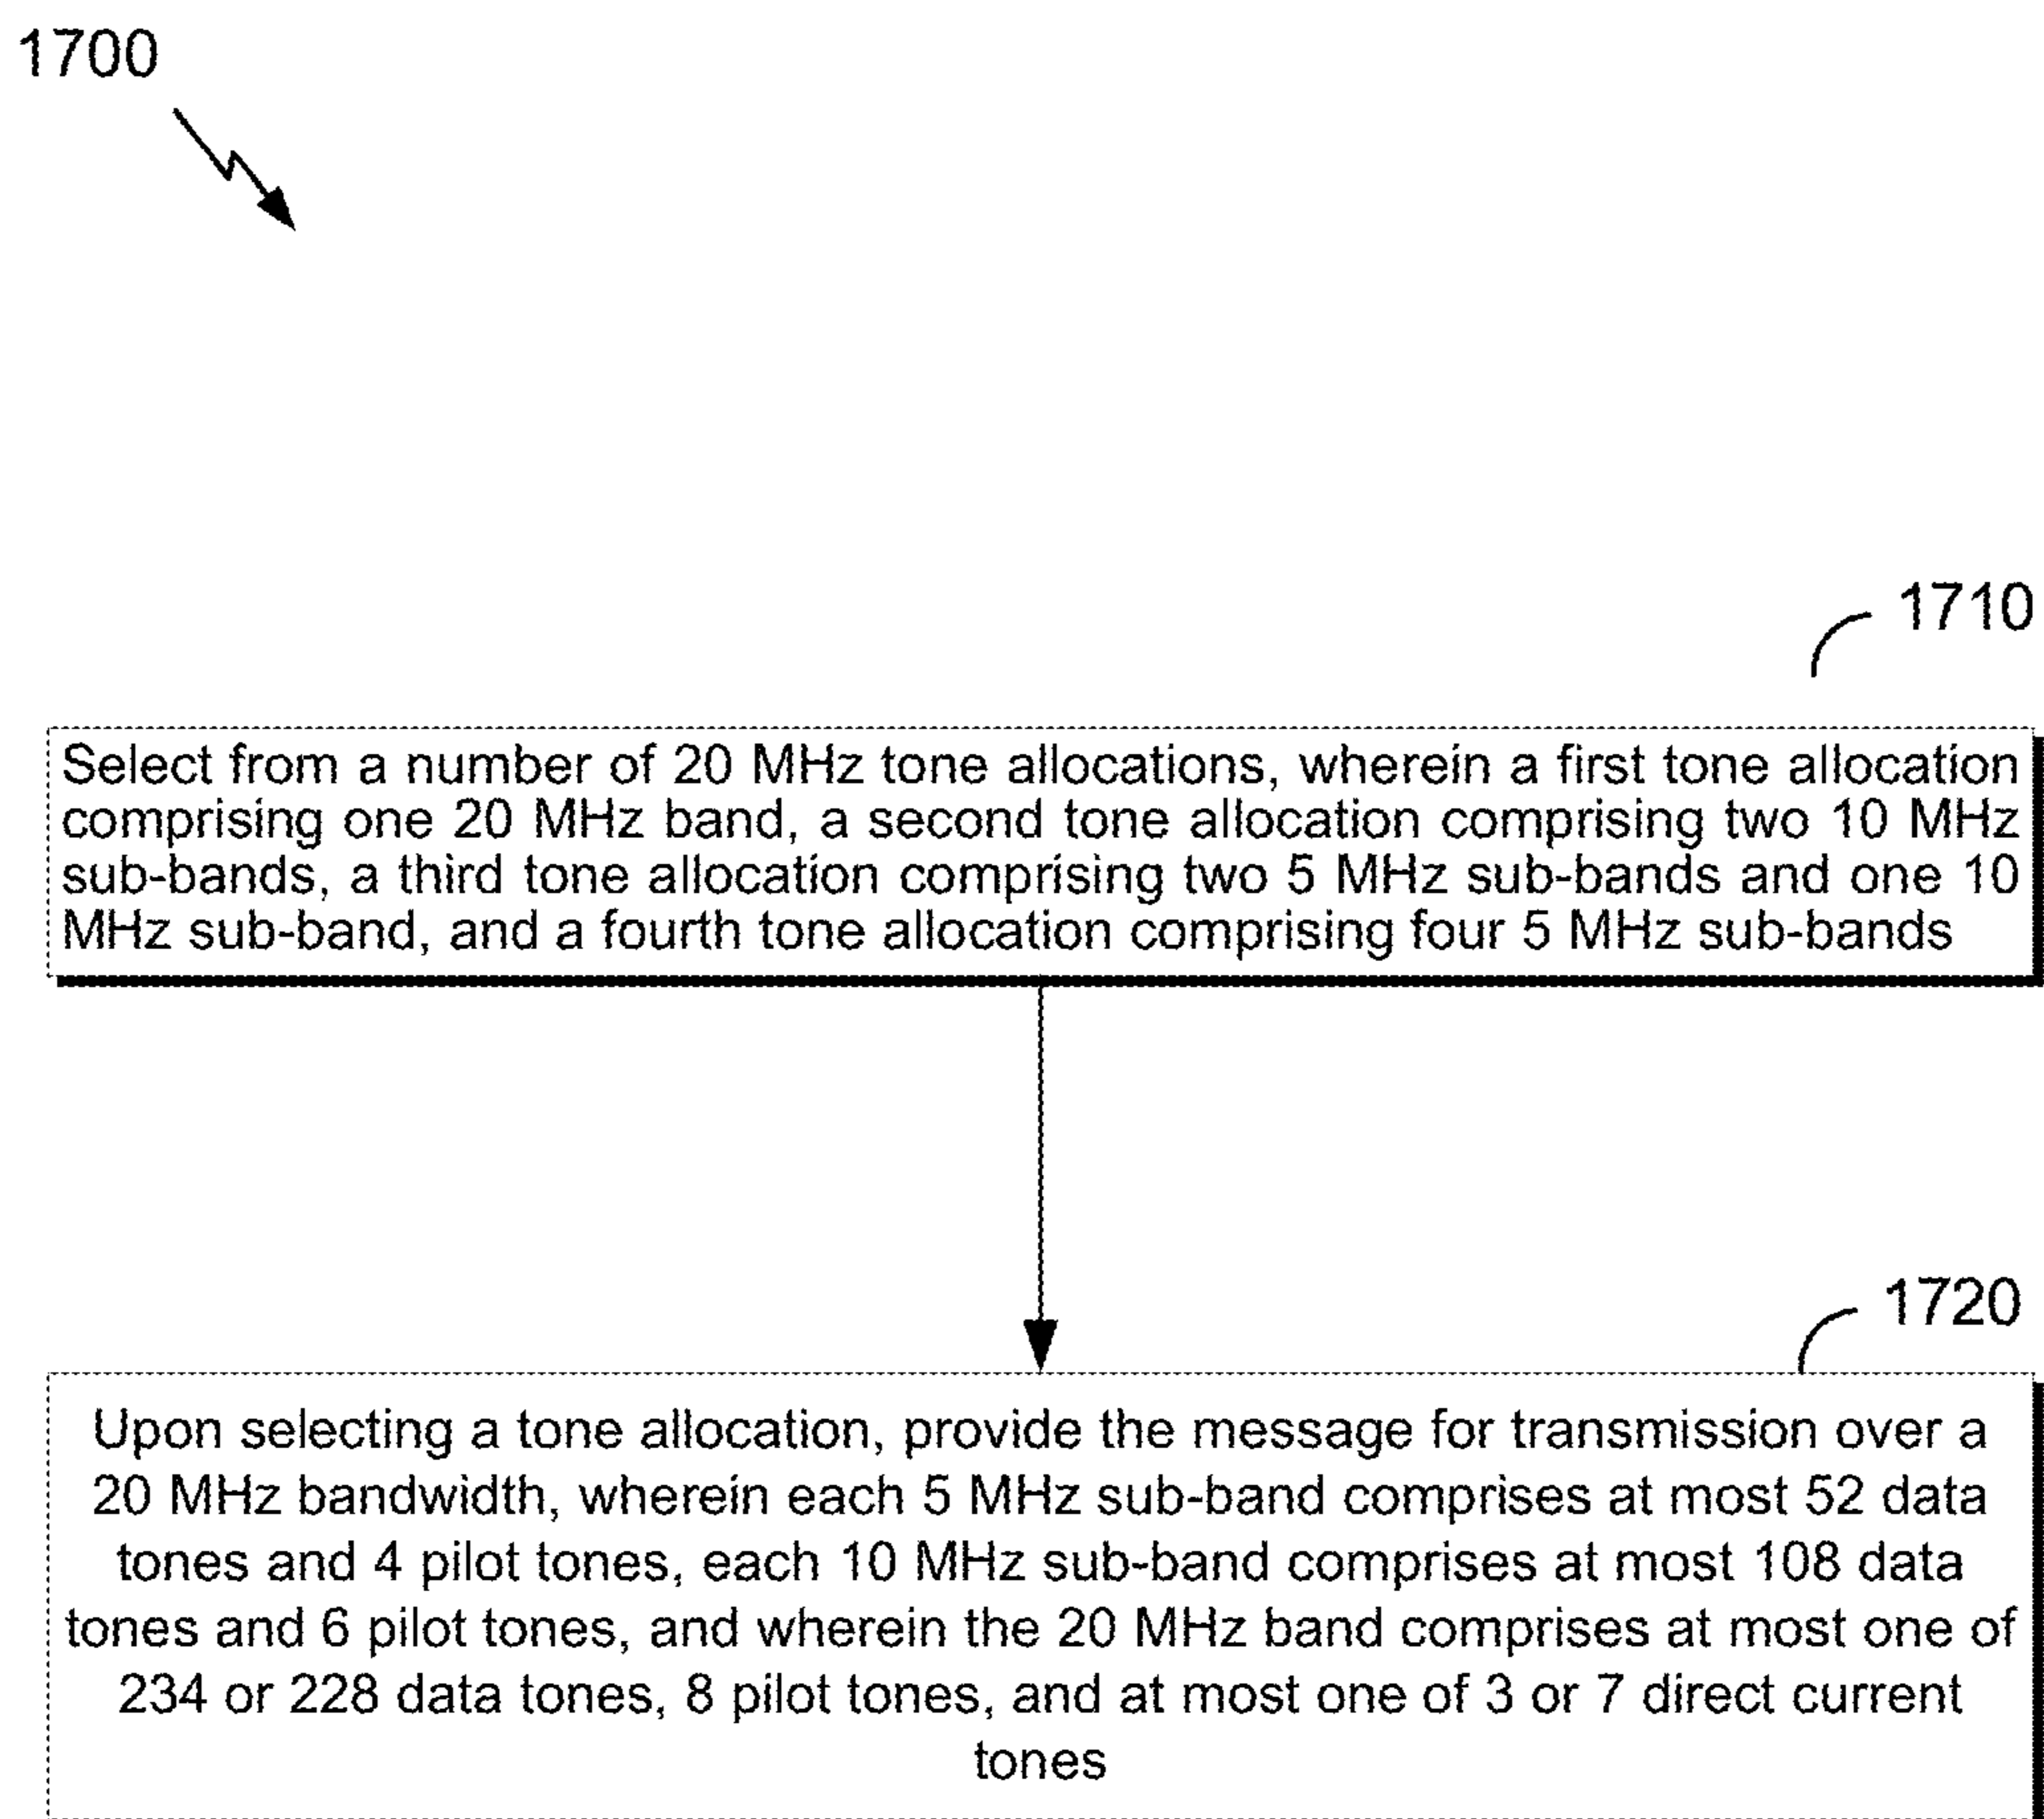 1700
1710
Select from a number of 20 MHz tone allocations, wherein a first tone allocation
comprising one 20 MHz band, a second tone allocation comprising two 10 MHz
sub-bands, a third tone allocation comprising two 5 MHz sub-bands and one 10
MHz sub-band, and a fourth tone allocation comprising four 5 MHz sub-bands
1720
Upon selecting a tone allocation, provide the message for transmission over a
20 MHz bandwidth, wherein each 5 MHz sub-band comprises at most 52 data
tones and 4 pilot tones, each 10 MHz sub-band comprises at most 108 data
tones and 6 pilot tones, and wherein the 20 MHz band comprises at most one of
234 or 228 data tones, 8 pilot tones, and at most one of 3 or 7 direct current
tones